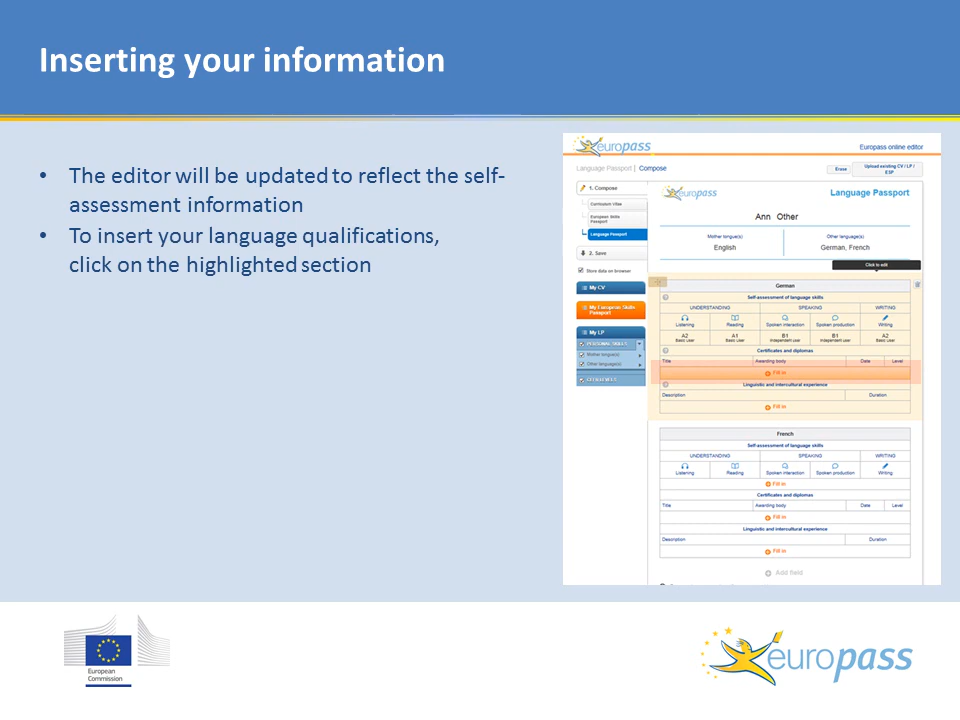 Inserting your information
• The editor will be updated to reflect the self-
assessment information
• To insert your language qualifications,
click on the highlighted section
europass
Europass online editor
Language Passport | Compose
Erase
Upload existing CV / LP /
ESP
1. Compose
Curriculum Vitae
European Skills
Passport
Language Passport
2. Save
Store data on browser
My CV
My European Skills
Passport
My LP
PERSONAL SKILLS
Mother tongue(s)
Other language(s)
CEFR LEVELS
europass
Language Passport
Ann Other
Mother tongue(s)
Other language(s)
English
German, French
Click to edit
German
Self-assessment of language skills
UNDERSTANDING SPEAKING WRITING
Listening Reading Spoken interaction Spoken production Writing
A2 A1 B1 B1 A2
Basic user Basic user Independent user Independent user Basic user
Certificates and diplomas
Title Awarding body Date Level
Fill in
Linguistic and intercultural experience
Description Duration
Fill in
French
Self-assessment of language skills
UNDERSTANDING SPEAKING WRITING
Listening Reading Spoken interaction Spoken production Writing
Fill in
Certificates and diplomas
Title Awarding body Date Level
Fill in
Linguistic and intercultural experience
Description Duration
Fill in
Add field
European
Commission
europass